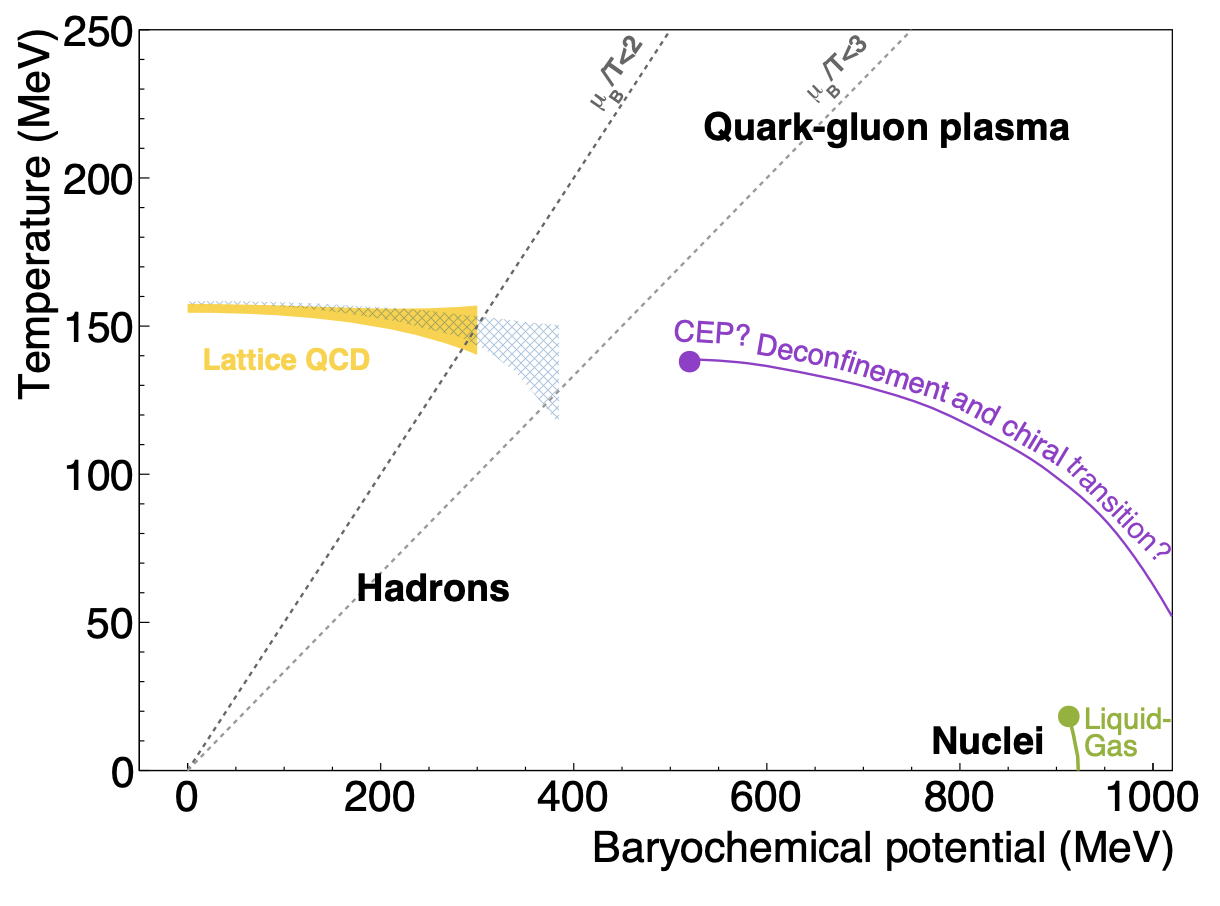 250
200
150
100
50
0
Temperature (MeV)
μB/T<2
μB/T<3
Quark-gluon plasma
Lattice QCD
CEP? Deconfinement and chiral transition?
Hadrons
Nuclei
Liquid-
Gas
0 200 400 600 800 1000
Baryochemical potential (MeV)